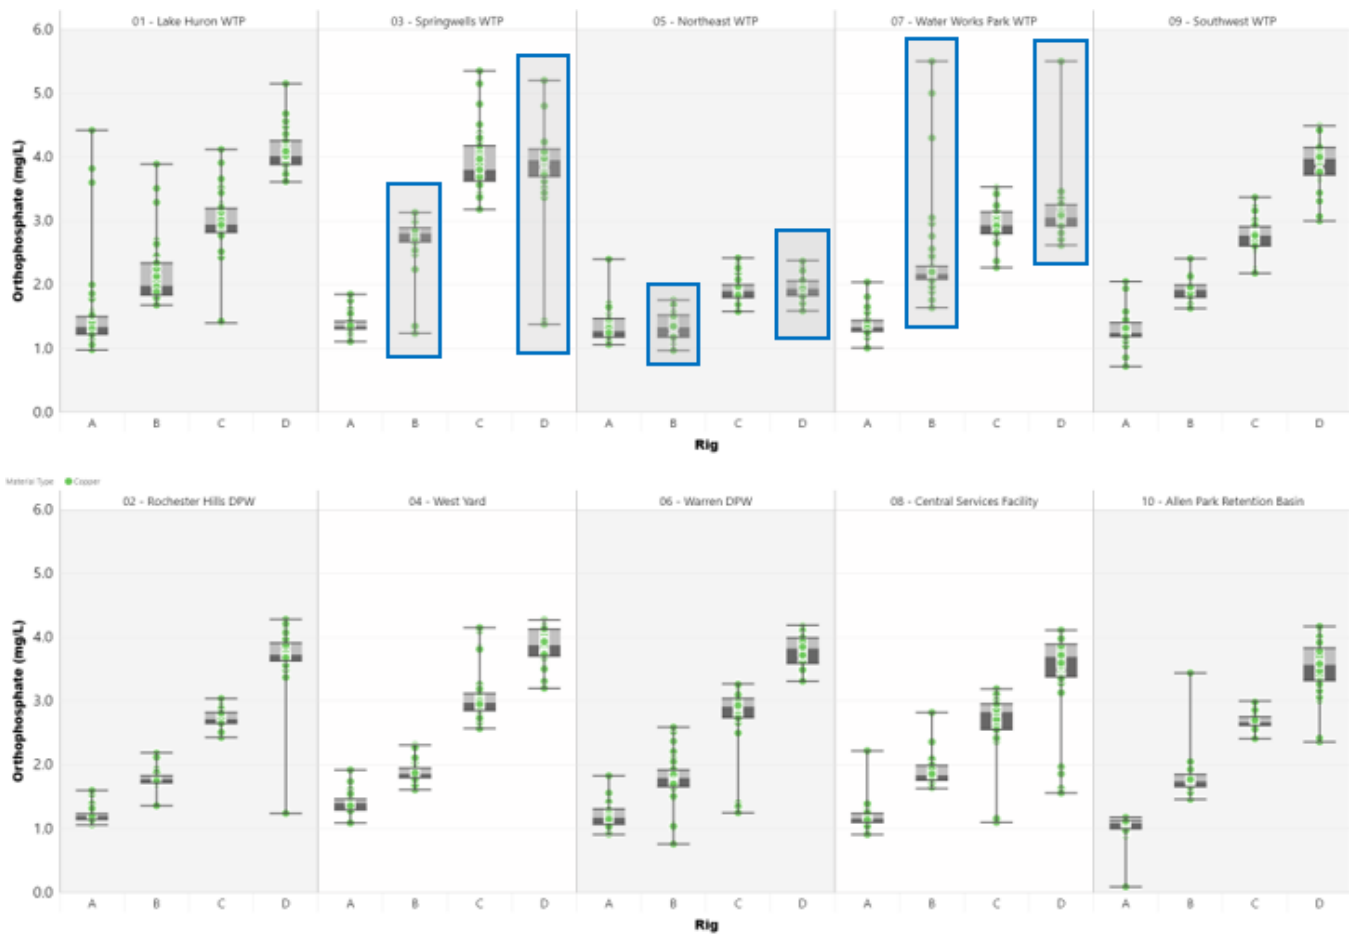 01 - Lake Huron WTP 03 - Springwells WTP 05 - Northeast WTP 07 - Water Works Park WTP 09 - Southwest WTP
6.0
5.0
4.0
3.0
2.0
1.0
0.0
Orthophosphate (mg/L)
A B C D A B C D A B C D A B C D A B C D
Rig
Material Type Copper
02 - Rochester Hills DPW 04 - West Yard 06 - Warren DPW 08 - Central Services Facility 10 - Allen Park Retention Basin
6.0
5.0
4.0
3.0
2.0
1.0
0.0
Orthophosphate (mg/L)
A B C D A B C D A B C D A B C D A B C D
Rig